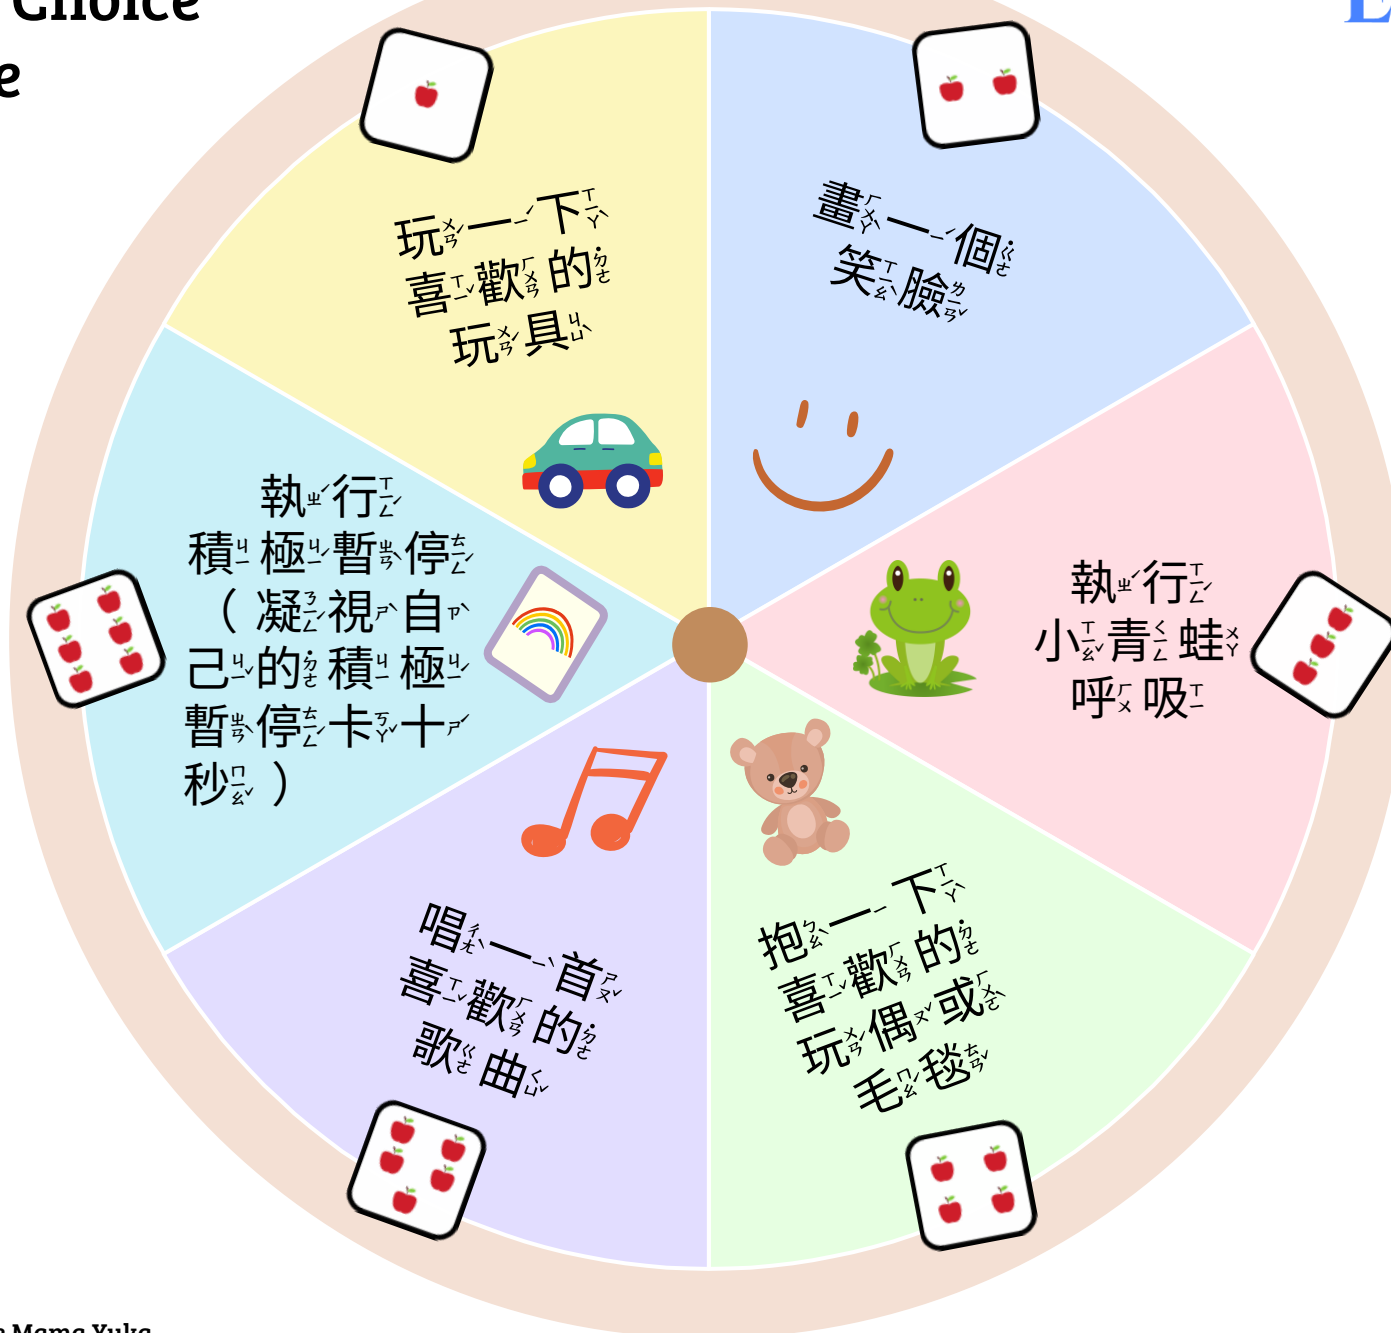 Choice
e
E
玩一下
喜歡的
玩具
畫一個
笑臉
執行
小青蛙
呼吸
抱一下
喜歡的
玩偶或
毛毯
唱一首
喜歡的
歌曲
執行
積極暫停
（凝視自
己的積極
暫停卡十
秒）
Mama Yuka